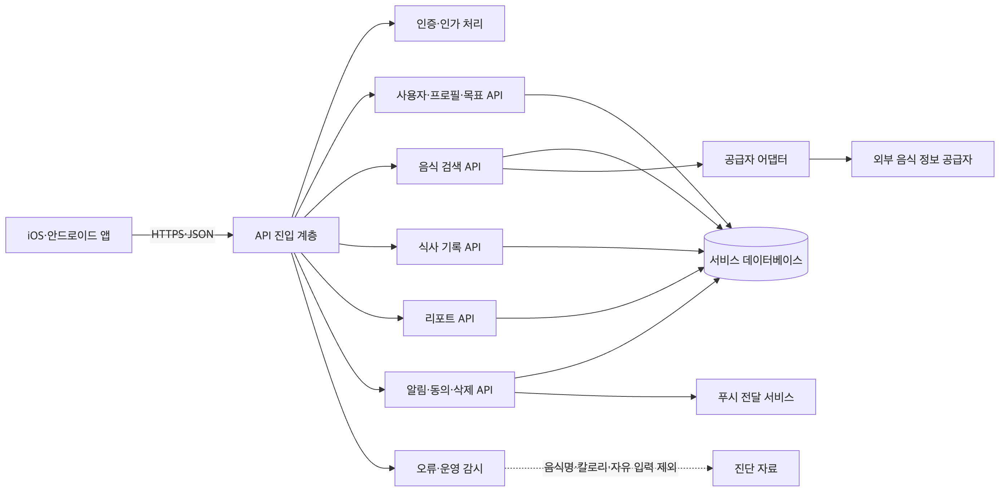 인증·인가 처리
사용자·프로필·목표 API
음식 검색 API
공급자 어댑터
외부 음식 정보 공급자
iOS·안드로이드 앱
HTTPS·JSON
API 진입 계층
식사 기록 API
서비스 데이터베이스
리포트 API
알림·동의·삭제 API
푸시 전달 서비스
오류·운영 감시
음식명·칼로리·자유 입력 제외
진단 자료